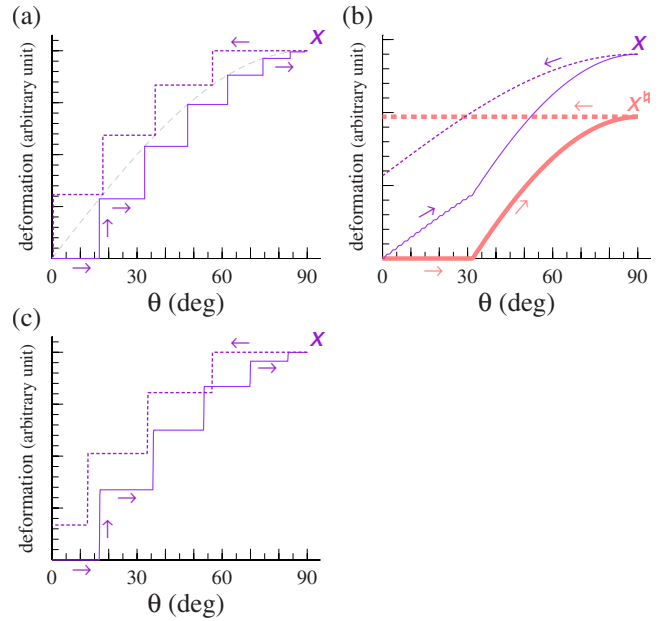 (a)
X
deformation (arbitrary unit)
0 30 60 90
θ (deg)
(b)
X
X♮
deformation (arbitrary unit)
0 30 60 90
θ (deg)
(c)
X
deformation (arbitrary unit)
0 30 60 90
θ (deg)